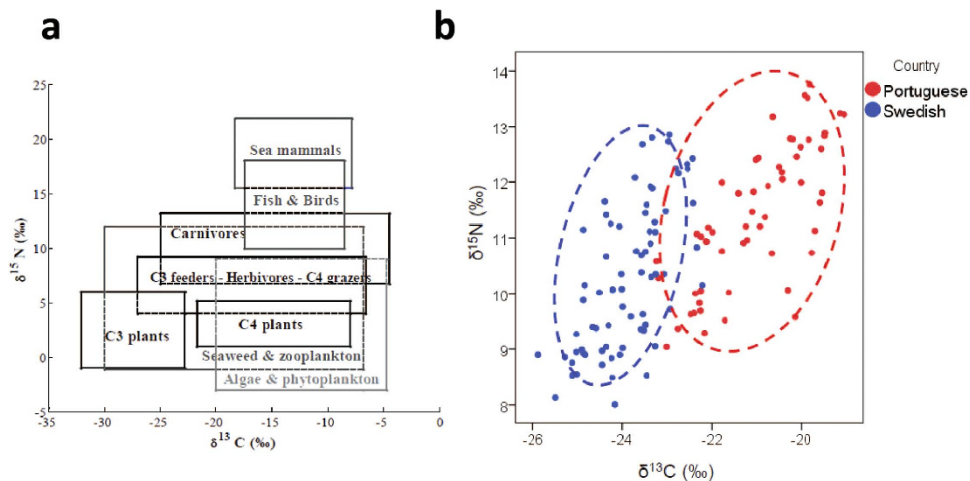 a
25
20
15
10
5
0
-5
δ15 N (‰)
Sea mammals
Fish & Birds
Carnivores
C3 feeders - Herbivores - C4 grazers
C3 plants
C4 plants
Seaweed & zooplankton
Algae & phytoplankton
-35 -30 -25 -20 -15 -10 -5 0
δ13 C (‰)
b
14
13
12
11
10
9
8
δ15N (‰)
-26 -24 -22 -20
δ13C (‰)
Country
Portuguese
Swedish